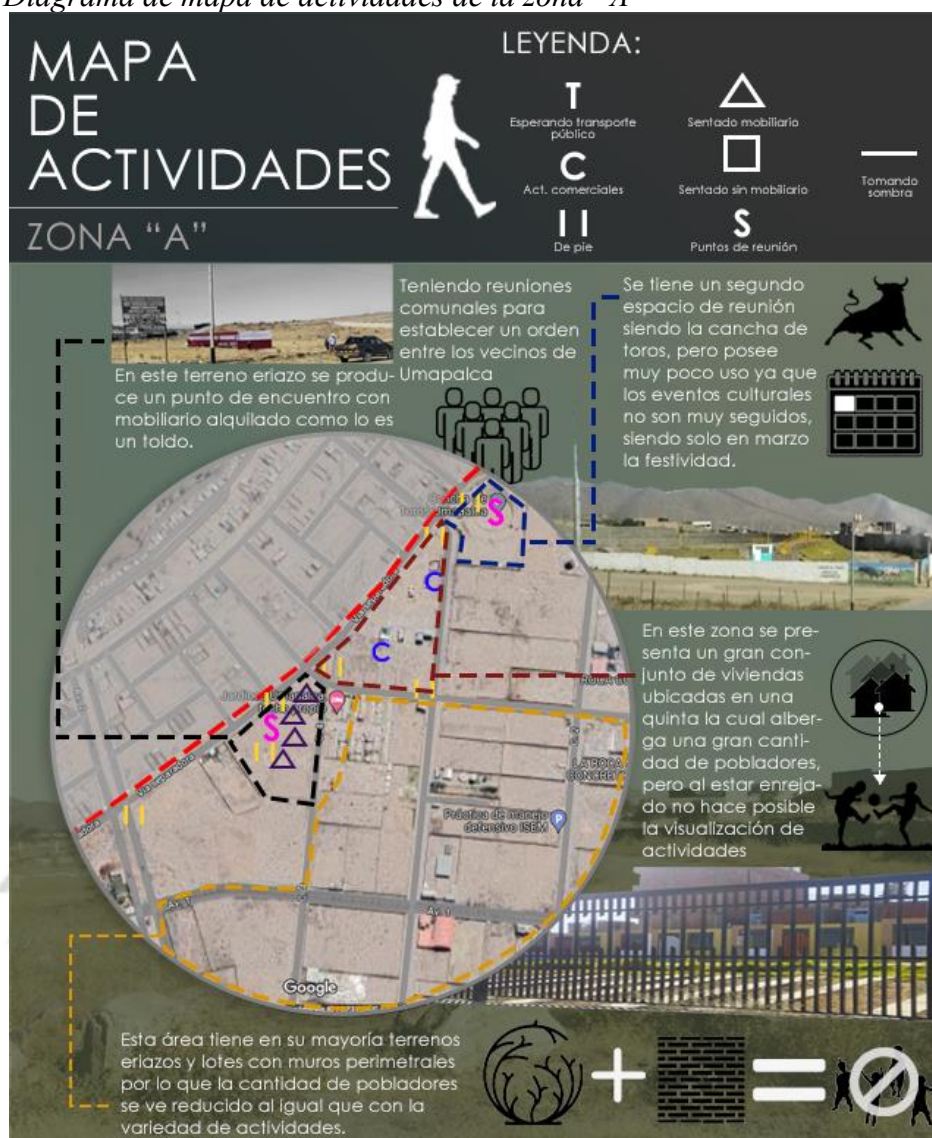 Diagrama de mapa de actividades de la zona "A"
MAPA
DE
ACTIVIDADES
ZONA "A"
LEYENDA:
T
Esperando transporte
público
C
Act. comerciales
De pie
Sentado mobiliario
Sentado sin mobiliario
S
Puntos de reunión
Tomando
sombra
En este terreno eriazo se produ-
ce un punto de encuentro con
mobiliario alquilado como lo es
un toldo.
Teniendo reuniones
comunales para
establecer un orden
entre los vecinos de
Umapalca
Se tiene un segundo
espacio de reunión
siendo la cancha de
toros, pero posee
muy poco uso ya que
los eventos culturales
no son muy seguidos,
siendo solo en marzo
la festividad.
S
C
C
S
LA ROCA
CONCRET
Práctica de manejo
defensivo ISEM
P
Av. 1
Av. 1
Google
En este zona se pre-
senta un gran con-
junto de viviendas
ubicadas en una
quinta la cual alber-
ga una gran canti-
dad de pobladores,
pero al estar enreja-
do no hace posible
la visualización de
actividades
Esta área tiene en su mayoría terrenos
eriazos y lotes con muros perimetrales
por lo que la cantidad de pobladores
se ve reducido al igual que con la
variedad de actividades.